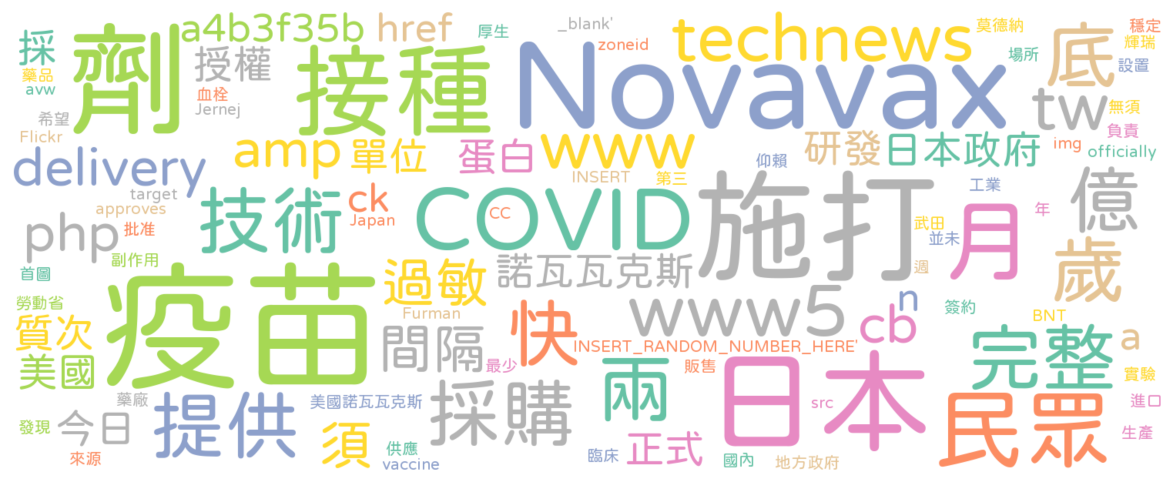 採
藥品
avw
劑
a4b3f35b
href
厚生
_blank'
zoneid
technews
莫德納
穩定
輝瑞
底
場所
設置
授權
血栓
Jernej
接種
Novavax
tw
無須
負責
希望
Flickr
delivery
amp
單位
蛋白
www
研發
日本政府
img
officially
target
approves
INSERT
第三
仰賴
工業
億
php
批准
技術
ck
Japan
COVID
CC
施打
武田
並未
月
年
歲
首圖
副作用
疫苗
過敏
諾瓦瓦克斯
週
勞動省
Furman
www5
n
簽約
BNT
質次
間隔
快
INSERT_RANDOM_NUMBER_HERE'
cb
完整
a
美國
最少
販售
實驗
藥廠
提供
美國諾瓦瓦克斯
採購
兩
日本
src
民眾
進口
發現
今日
須
供應
正式
生產
來源
vaccine
臨床
國內
地方政府